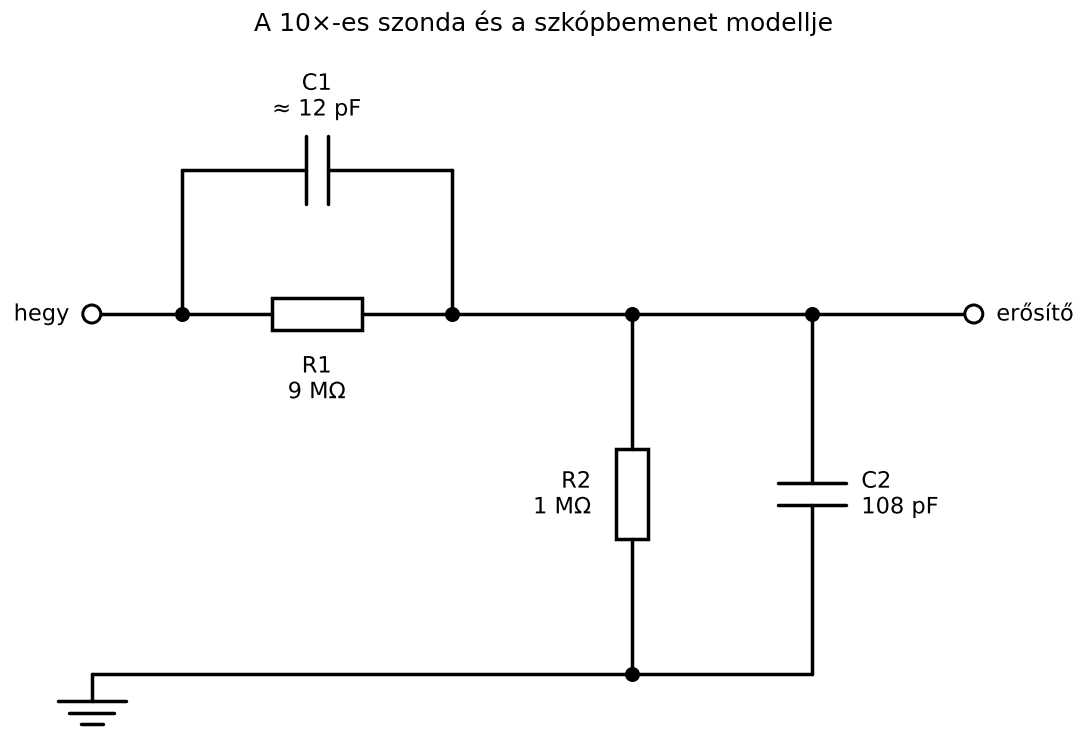 A 10×-es szonda és a szkópbemenet modellje
C1
≈ 12 pF
hegy
erősítő
R1
9 MΩ
R2
1 MΩ
C2
108 pF